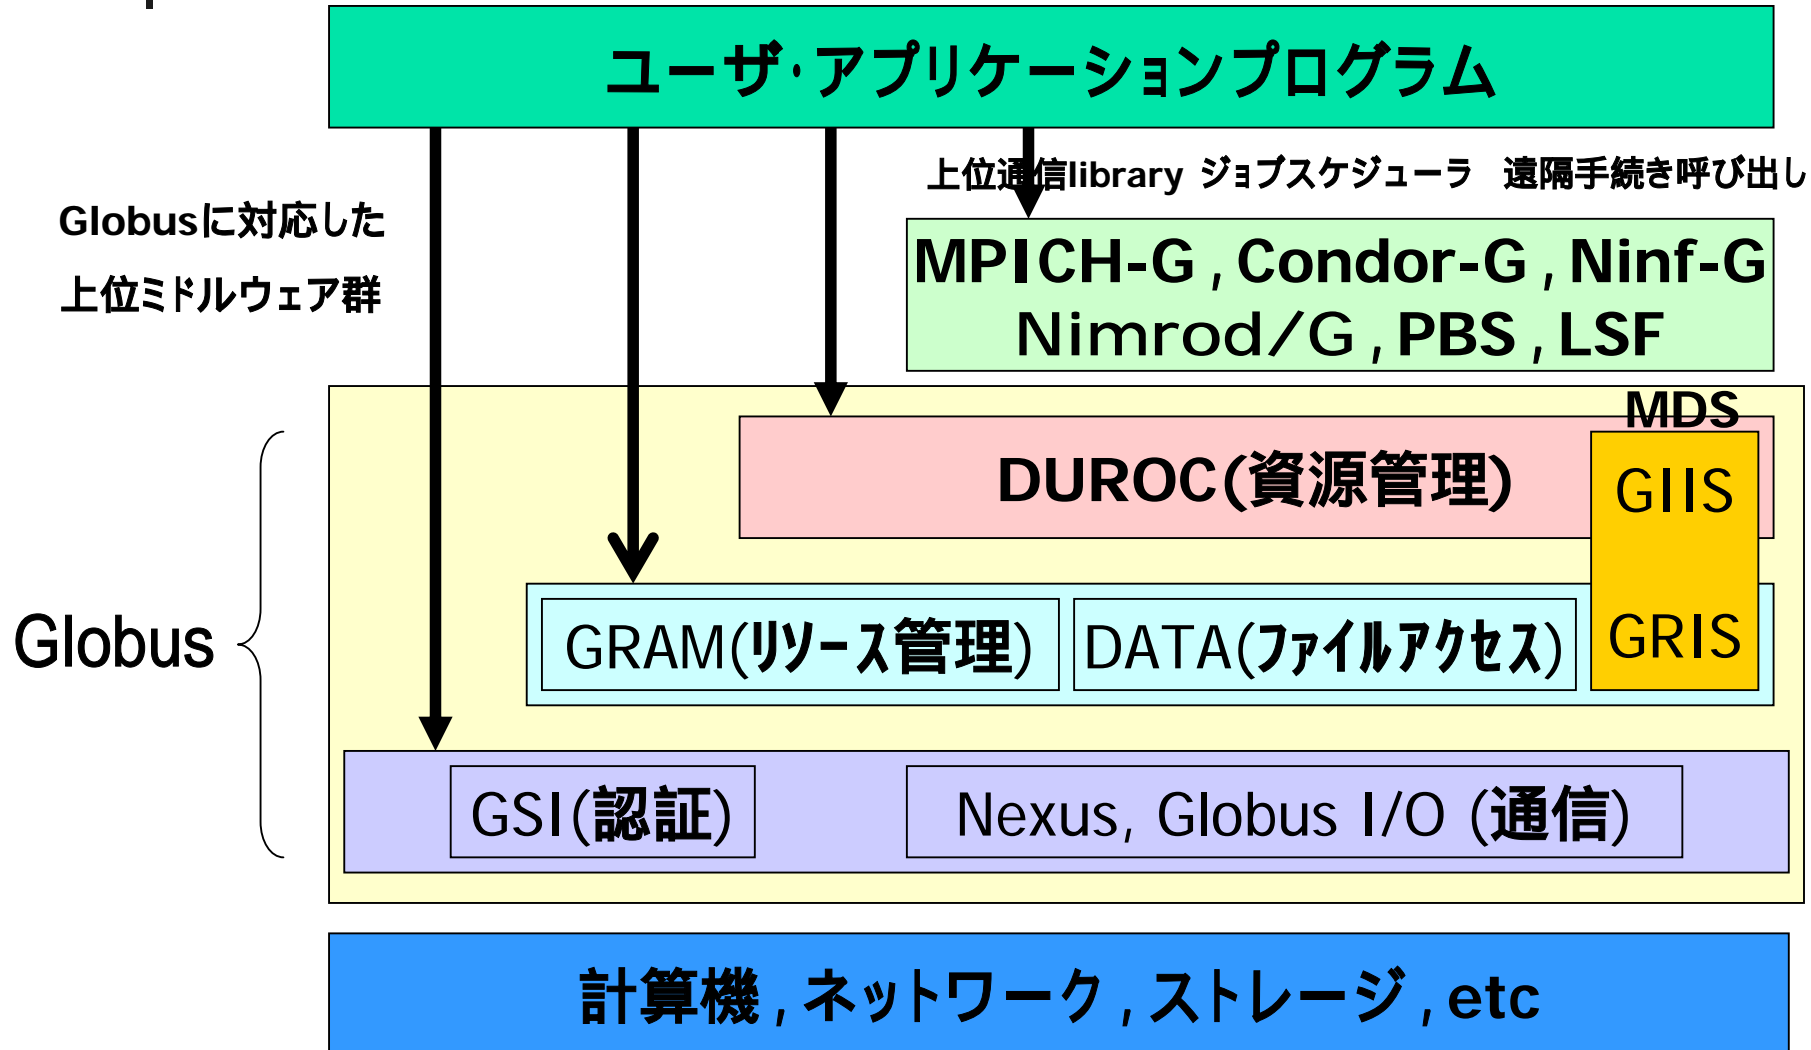 ユーザ・アプリケーションプログラム
上位通信library ジョブスケジューラ 遠隔手続き呼び出し
Globusに対応した
上位ミドルウェア群
MPICH-G , Condor-G , Ninf-G
Nimrod/G , PBS , LSF
MDS
DUROC(資源管理)
GIIS
Globus
GRAM(リソース管理)
DATA(ファイルアクセス)
GRIS
GSI(認証)
Nexus, Globus I/O (通信)
計算機 , ネットワーク , ストレージ , etc